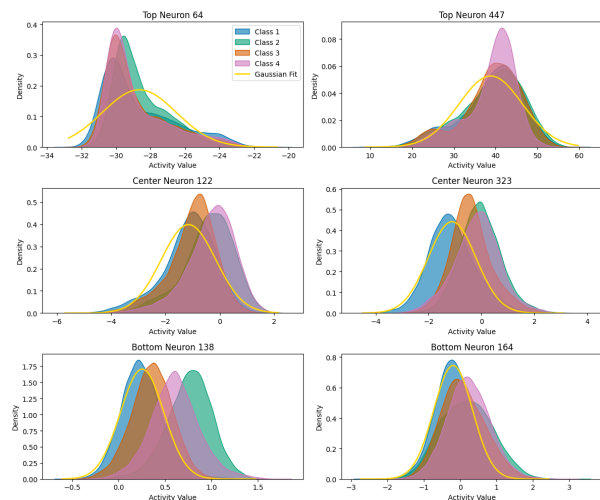 Top Neuron 64
Density
0.4
0.3
0.2
0.1
0.0
−34 −32 −30 −28 −26 −24 −22 −20
Activity Value
Class 1
Class 2
Class 3
Class 4
Gaussian Fit
Top Neuron 447
Density
0.08
0.06
0.04
0.02
0.00
10 20 30 40 50 60
Activity Value
Center Neuron 122
Density
0.5
0.4
0.3
0.2
0.1
0.0
−6 −4 −2 0 2
Activity Value
Center Neuron 323
Density
0.6
0.5
0.4
0.3
0.2
0.1
0.0
−4 −2 0 2 4
Activity Value
Bottom Neuron 138
Density
1.75
1.50
1.25
1.00
0.75
0.50
0.25
0.00
−0.5 0.0 0.5 1.0 1.5
Activity Value
Bottom Neuron 164
Density
0.8
0.6
0.4
0.2
0.0
−3 −2 −1 0 1 2 3
Activity Value